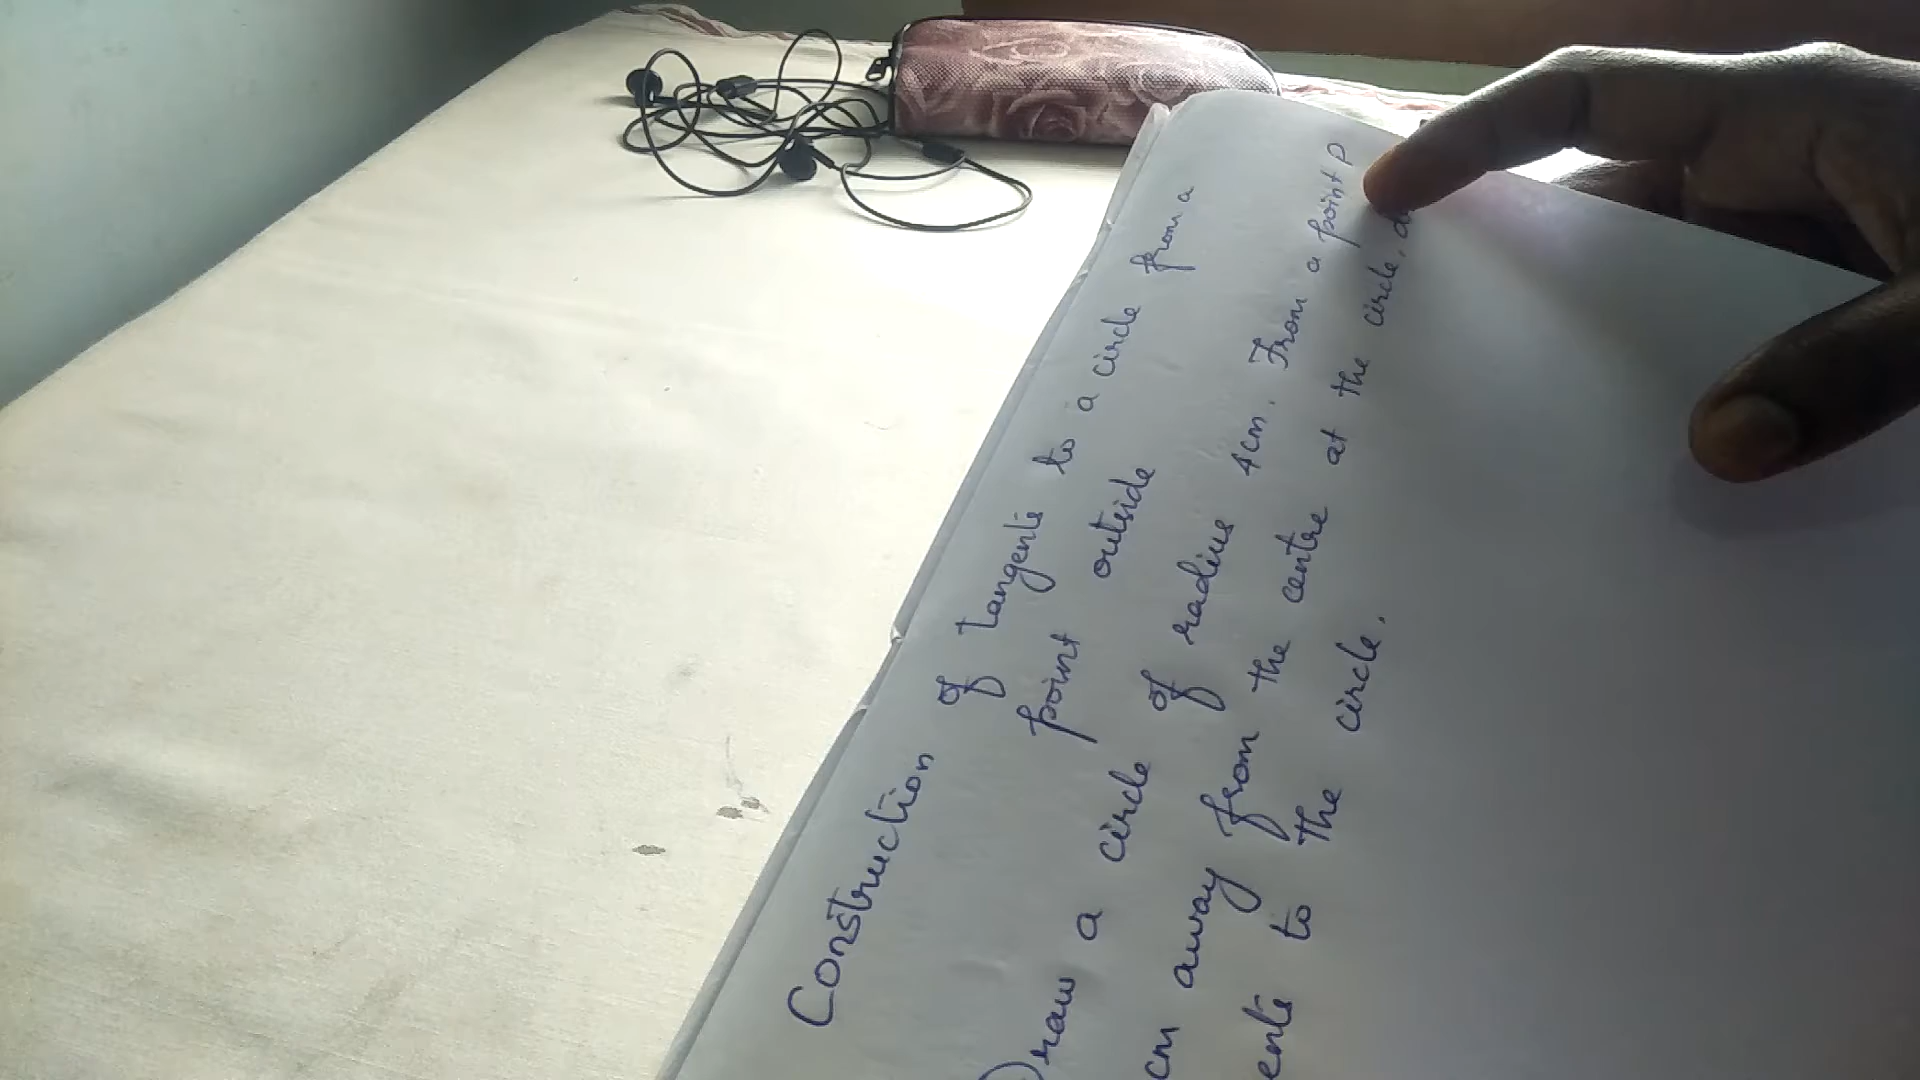 Construction of tangents to a circle from a
point outside
Draw a circle of radius 4cm. From a point P
cm away from the centre at the circle,
ents to the circle.